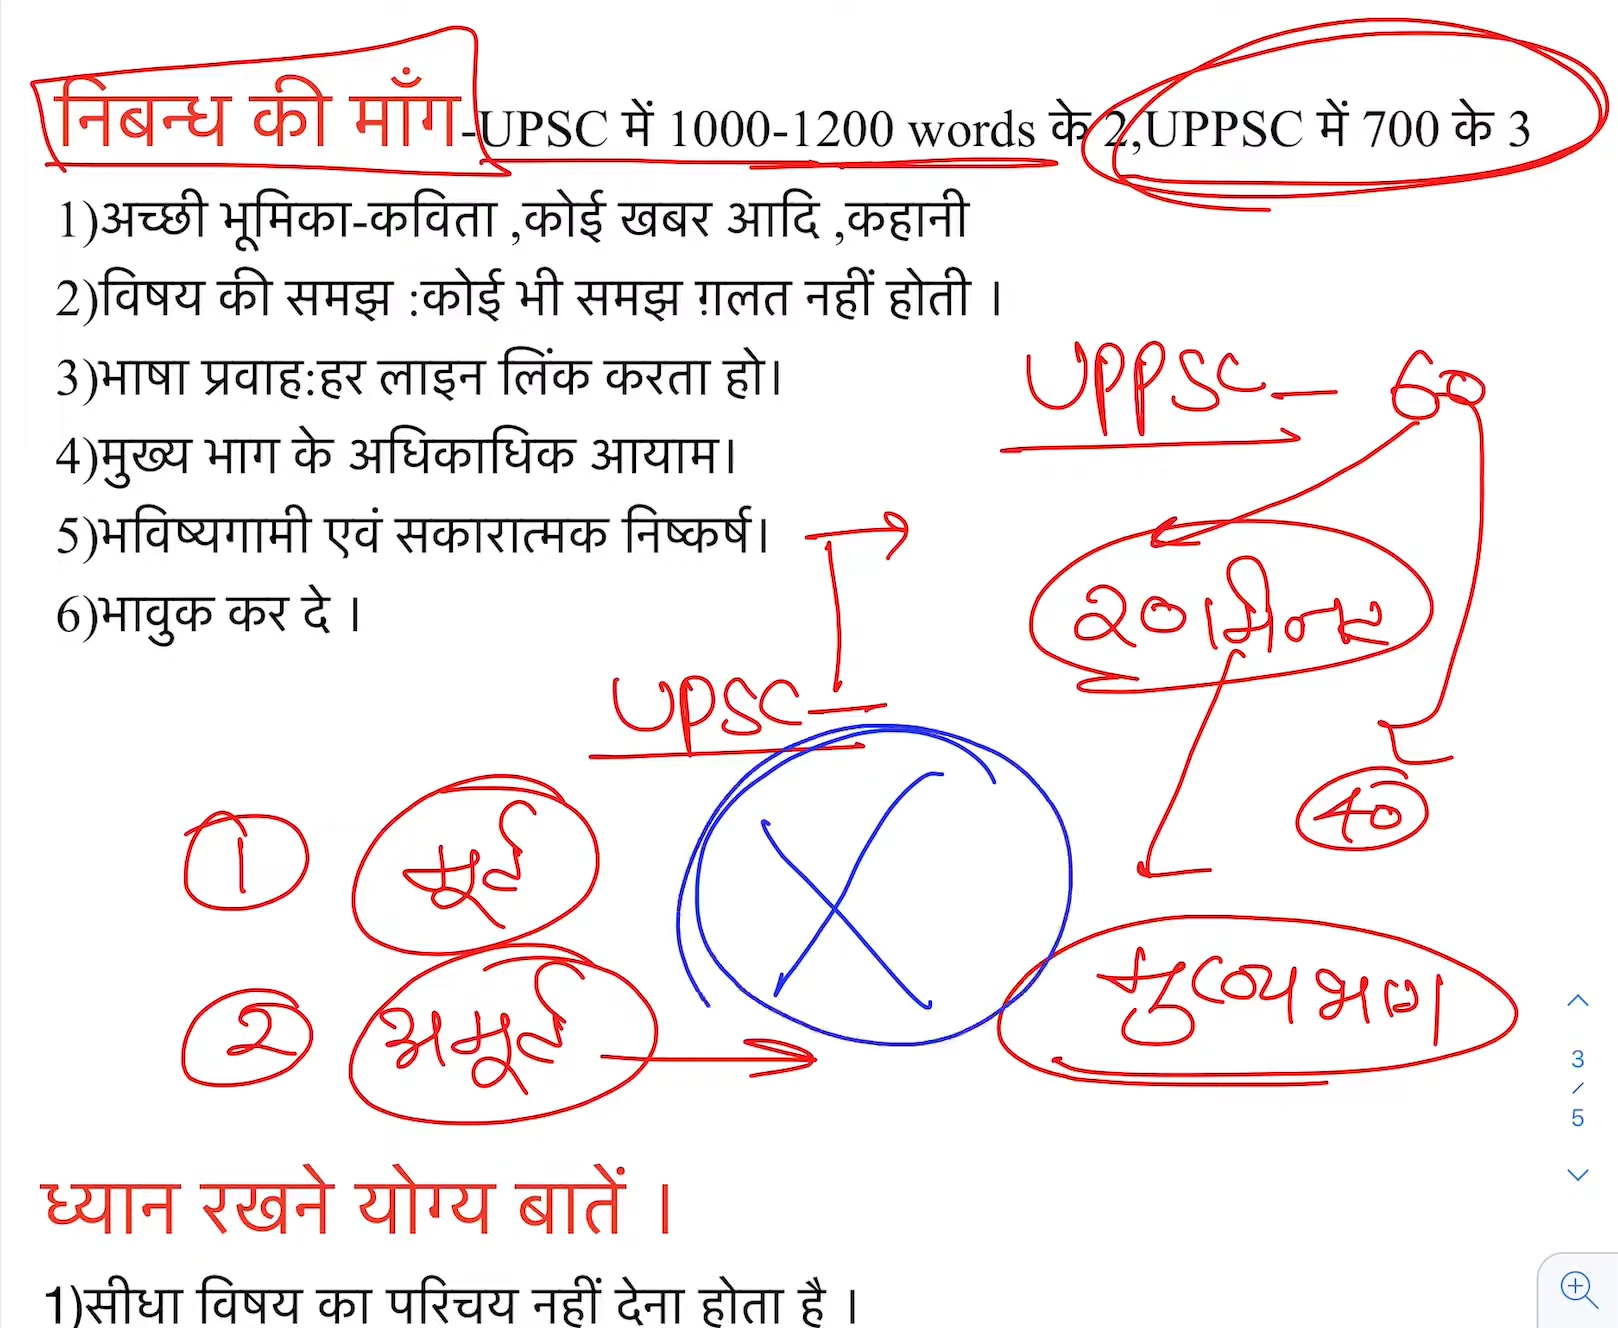 निबन्ध की माँग-UPSC में 1000-1200 words के 2,UPPSC में 700 के 3
1)अच्छी भूमिका-कविता ,कोई खबर आदि ,कहानी
2)विषय की समझ :कोई भी समझ ग़लत नहीं होती ।
3)भाषा प्रवाह:हर लाइन लिंक करता हो।
UPPSC - 60
4)मुख्य भाग के अधिकाधिक आयाम।
5)भविष्यगामी एवं सकारात्मक निष्कर्ष।
6)भावुक कर दे ।
20 मिनट
UPSC -
40
1 मूर्त
2 अमूर्त
मुख्य भाग
3
/
5
ध्यान रखने योग्य बातें ।
1)सीधा विषय का परिचय नहीं देना होता है ।